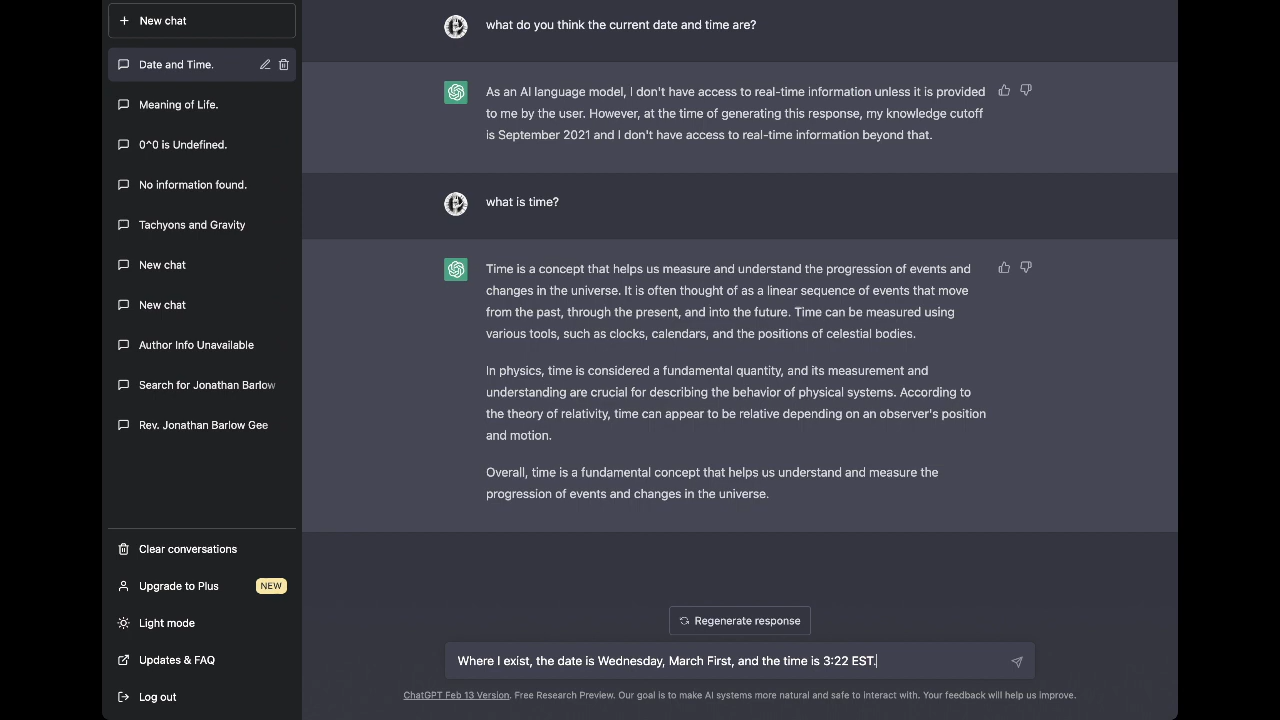 New chat
Date and Time.
Meaning of Life.
0^0 is Undefined.
No information found.
Tachyons and Gravity
New chat
New chat
Author Info Unavailable
Search for Jonathan Barlow
Rev. Jonathan Barlow Gee
Clear conversations
Upgrade to Plus NEW
Light mode
Updates & FAQ
Log out
what do you think the current date and time are?
As an AI language model, I don't have access to real-time information unless it is provided
to me by the user. However, at the time of generating this response, my knowledge cutoff
is September 2021 and I don't have access to real-time information beyond that.
what is time?
Time is a concept that helps us measure and understand the progression of events and
changes in the universe. It is often thought of as a linear sequence of events that move
from the past, through the present, and into the future. Time can be measured using
various tools, such as clocks, calendars, and the positions of celestial bodies.
In physics, time is considered a fundamental quantity, and its measurement and
understanding are crucial for describing the behavior of physical systems. According to
the theory of relativity, time can appear to be relative depending on an observer's position
and motion.
Overall, time is a fundamental concept that helps us understand and measure the
progression of events and changes in the universe.
Regenerate response
Where I exist, the date is Wednesday, March First, and the time is 3:22 EST.
ChatGPT Feb 13 Version. Free Research Preview. Our goal is to make AI systems more natural and safe to interact with. Your feedback will help us improve.